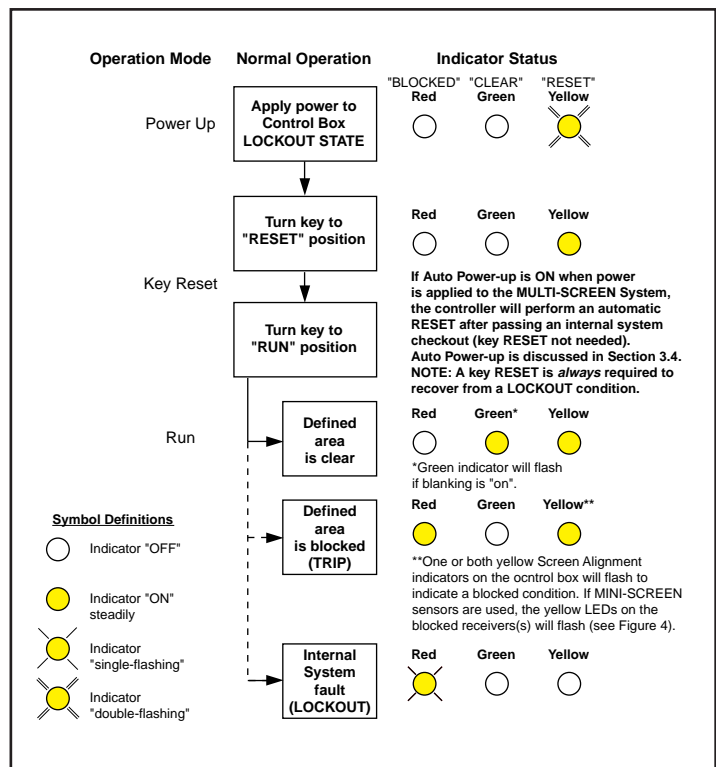 Operation Mode Normal Operation Indicator Status
"BLOCKED" "CLEAR" "RESET"
Red Green Yellow
Power Up
Apply power to
Control Box
LOCKOUT STATE
Turn key to
"RESET" position
Red Green Yellow
Key Reset
If Auto Power-up is ON when power
is applied to the MULTI-SCREEN System,
the controller will perform an automatic
RESET after passing an internal system
checkout (key RESET not needed).
Auto Power-up is discussed in Section 3.4.
NOTE: A key RESET is always required to
recover from a LOCKOUT condition.
Turn key to
"RUN" position
Run
Defined
area
is clear
Red Green* Yellow
*Green indicator will flash
if blanking is "on".
Defined
area
is blocked
(TRIP)
Red Green Yellow**
**One or both yellow Screen Alignment
indicators on the ocntrol box will flash to
indicate a blocked condition. If MINI-SCREEN
sensors are used, the yellow LEDs on the
blocked receivers(s) will flash (see Figure 4).
Internal
System
fault
(LOCKOUT)
Red Green Yellow
Symbol Definitions
Indicator "OFF"
Indicator "ON"
steadily
Indicator
"single-flashing"
Indicator
"double-flashing"